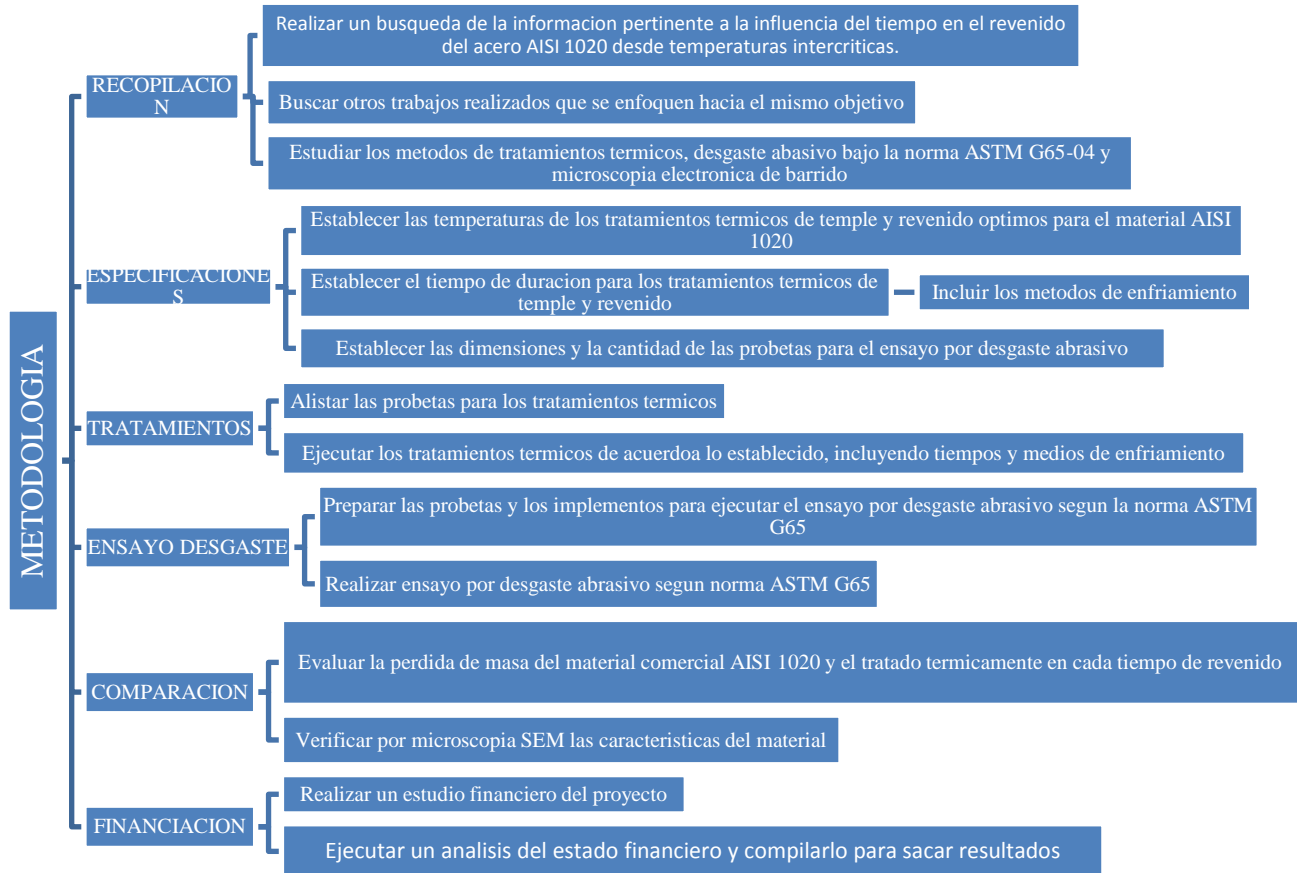 METODOLOGIA
RECOPILACIO
N
Realizar un busqueda de la informacion pertinente a la influencia del tiempo en el revenido
del acero AISI 1020 desde temperaturas intercriticas.
Buscar otros trabajos realizados que se enfoquen hacia el mismo objetivo
Estudiar los metodos de tratamientos termicos, desgaste abasivo bajo la norma ASTM G65-04 y
microscopia electronica de barrido
ESPECIFICACIONE
S
Establecer las temperaturas de los tratamientos termicos de temple y revenido optimos para el material AISI
1020
Establecer el tiempo de duracion para los tratamientos termicos de
temple y revenido
Incluir los metodos de enfriamiento
Establecer las dimensiones y la cantidad de las probetas para el ensayo por desgaste abrasivo
TRATAMIENTOS
Alistar las probetas para los tratamientos termicos
Ejecutar los tratamientos termicos de acuerdoa lo establecido, incluyendo tiempos y medios de enfriamiento
ENSAYO DESGASTE
Preparar las probetas y los implementos para ejecutar el ensayo por desgaste abrasivo segun la norma ASTM
G65
Realizar ensayo por desgaste abrasivo segun norma ASTM G65
COMPARACION
Evaluar la perdida de masa del material comercial AISI 1020 y el tratado termicamente en cada tiempo de revenido
Verificar por microscopia SEM las caracteristicas del material
FINANCIACION
Realizar un estudio financiero del proyecto
Ejecutar un analisis del estado financiero y compilarlo para sacar resultados